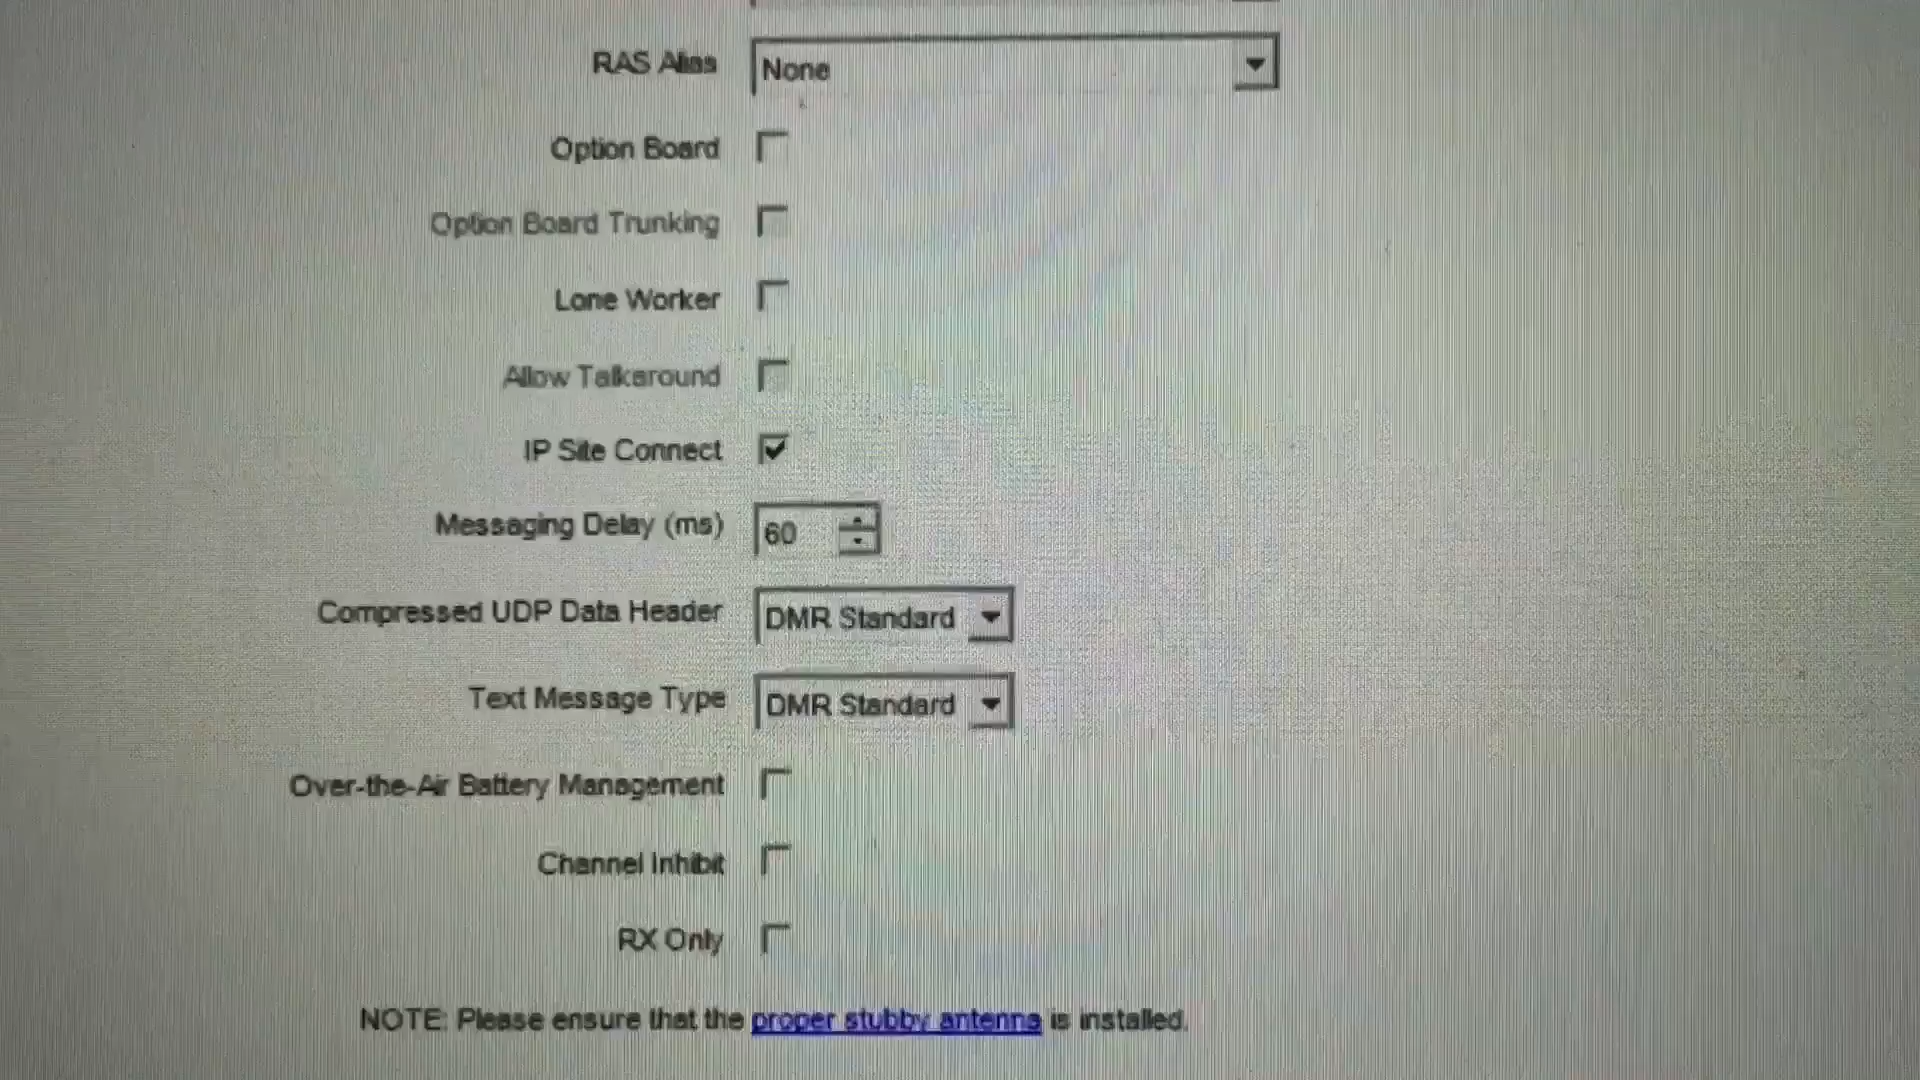 RAS Alias None
Option Board
Option Board Trunking
Lone Worker
Allow Talkaround
IP Site Connect
Messaging Delay (ms) 60
Compressed UDP Data Header DMR Standard
Text Message Type DMR Standard
Over-the-Air Battery Management
Channel Inhibit
RX Only
NOTE: Please ensure that the proper stubby antenna is installed.